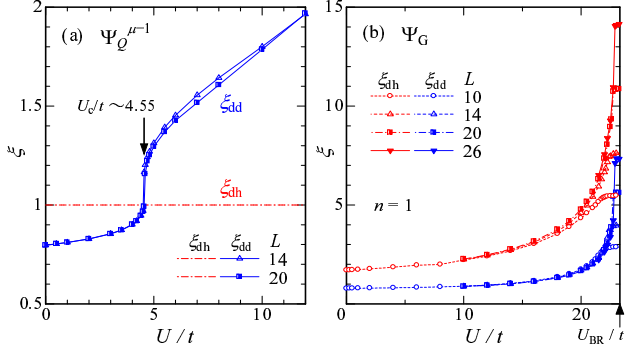 (a) Ψ_Q^{μ−1}
U_c/t ～4.55
ξ_dd
ξ_dh
ξ_dh ξ_dd L
14
20
2
1.5
1
0.5
ξ
0 5 10
U / t
(b) Ψ_G
ξ_dh ξ_dd L
10
14
20
26
n = 1
15
10
5
0
ξ
0 10 20
U / t
U_BR / t